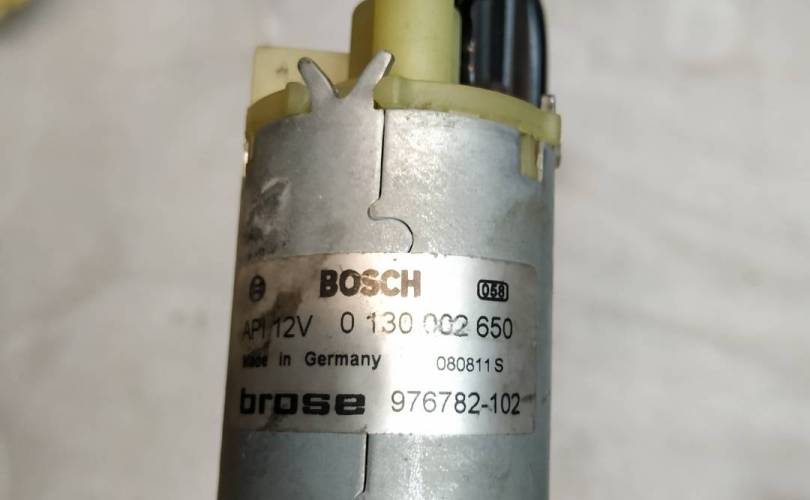 BOSCH 058
API 12V 0 130 002 650
Made in Germany 080811 S
brose 976782-102